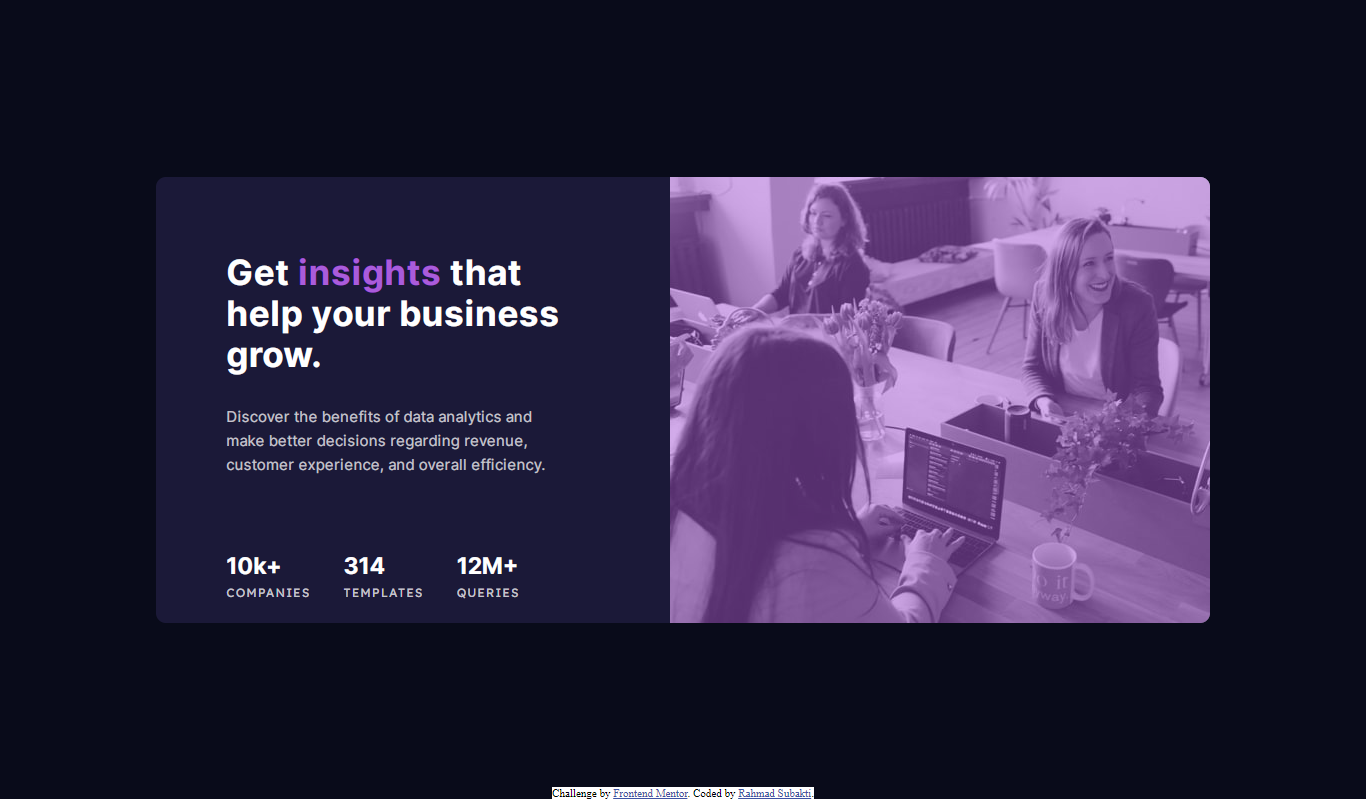 Get insights that
help your business
grow.
Discover the benefits of data analytics and
make better decisions regarding revenue,
customer experience, and overall efficiency.
10k+ 314 12M+
COMPANIES TEMPLATES QUERIES
Challenge by Frontend Mentor. Coded by Rahmad Subakti.